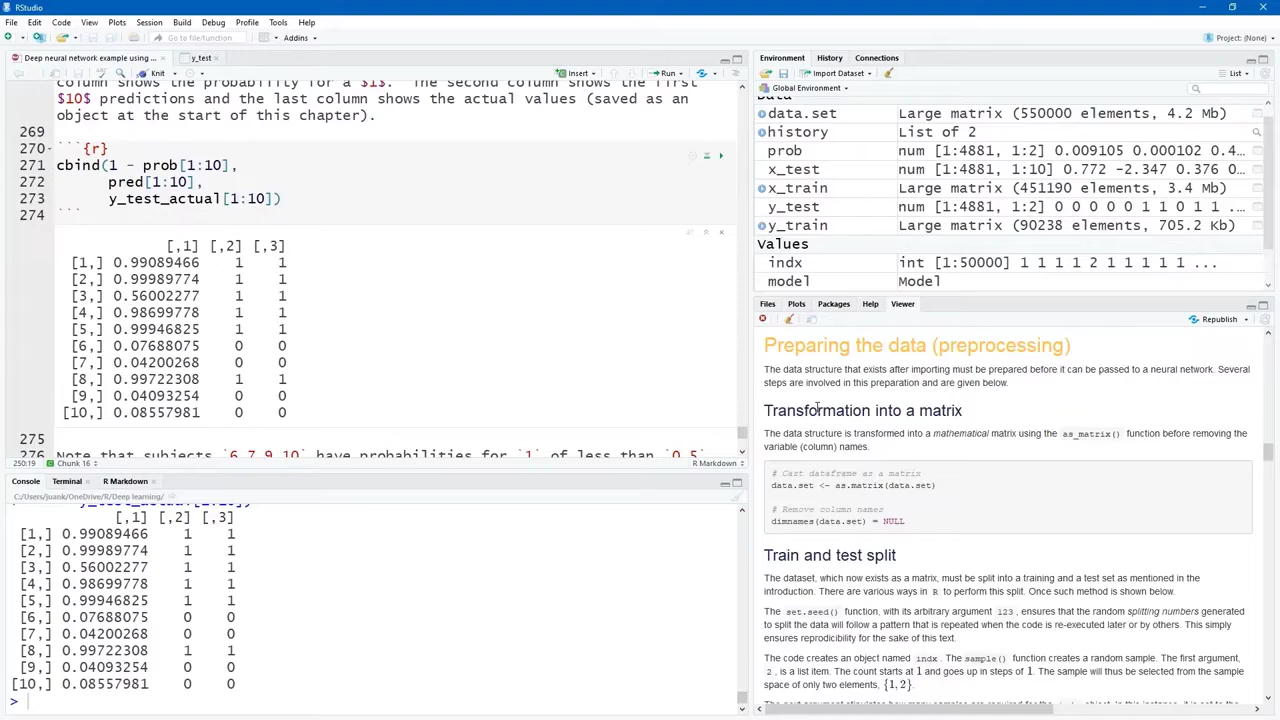 RStudio
File Edit Code View Plots Session Build Debug Profile Tools Help
Go to file/function Addins Project: (None)
Deep neural network example using ... y_test
Knit Insert Run
column shows the probability for a $1$. The second column shows the first
$10$ predictions and the last column shows the actual values (saved as an
object at the start of this chapter).
269
270 ```{r}
271 cbind(1 - prob[1:10],
272 pred[1:10],
273 y_test_actual[1:10])
274 ```
[,1] [,2] [,3]
[1,] 0.99089466 1 1
[2,] 0.99989774 1 1
[3,] 0.56002277 1 1
[4,] 0.98699778 1 1
[5,] 0.99946825 1 1
[6,] 0.07688075 0 0
[7,] 0.04200268 0 0
[8,] 0.99722308 1 1
[9,] 0.04093254 0 0
[10,] 0.08557981 0 0
275
Note that subjects `6,7,9,10` have probabilities for `1` of less than `0.5`
250:19 Chunk 16 R Markdown
Console Terminal R Markdown
C:/Users/juank/OneDrive/R/Deep learning/
y_test_actual[1:10])
[,1] [,2] [,3]
[1,] 0.99089466 1 1
[2,] 0.99989774 1 1
[3,] 0.56002277 1 1
[4,] 0.98699778 1 1
[5,] 0.99946825 1 1
[6,] 0.07688075 0 0
[7,] 0.04200268 0 0
[8,] 0.99722308 1 1
[9,] 0.04093254 0 0
[10,] 0.08557981 0 0
>
Environment History Connections
Import Dataset List
Global Environment
Data
data.set Large matrix (550000 elements, 4.2 Mb)
history List of 2
prob num [1:4881, 1:2] 0.009105 0.000102 0.4...
x_test num [1:4881, 1:10] 0.772 -2.347 0.376 0...
x_train Large matrix (451190 elements, 3.4 Mb)
y_test num [1:4881, 1:2] 0 0 0 0 0 1 1 0 1 1 ...
y_train Large matrix (90238 elements, 705.2 Kb)
Values
indx int [1:50000] 1 1 1 1 2 1 1 1 1 1 ...
model Model
Files Plots Packages Help Viewer
Republish
Preparing the data (preprocessing)
The data structure that exists after importing must be prepared before it can be passed to a neural network. Several
steps are involved in this preparation and are given below.
Transformation into a matrix
The data structure is transformed into a mathematical matrix using the as_matrix() function before removing the
variable (column) names.
# Cast dataframe as a matrix
data.set <- as.matrix(data.set)
# Remove column names
dimnames(data.set) = NULL
Train and test split
The dataset, which now exists as a matrix, must be split into a training and a test set as mentioned in the
introduction. There are various ways in R to perform this split. Once such method is shown below.
The set.seed() function, with its arbitrary argument 123, ensures that the random splitting numbers generated
to split the data will follow a pattern that is repeated when the code is re-executed later or by others. This simply
ensures reprodicibility for the sake of this text.
The code creates an object named indx. The sample() function creates a random sample. The first argument,
2, is a list item. The count starts at 1 and goes up in steps of 1. The sample will thus be selected from the sample
space of only two elements, {1, 2}.